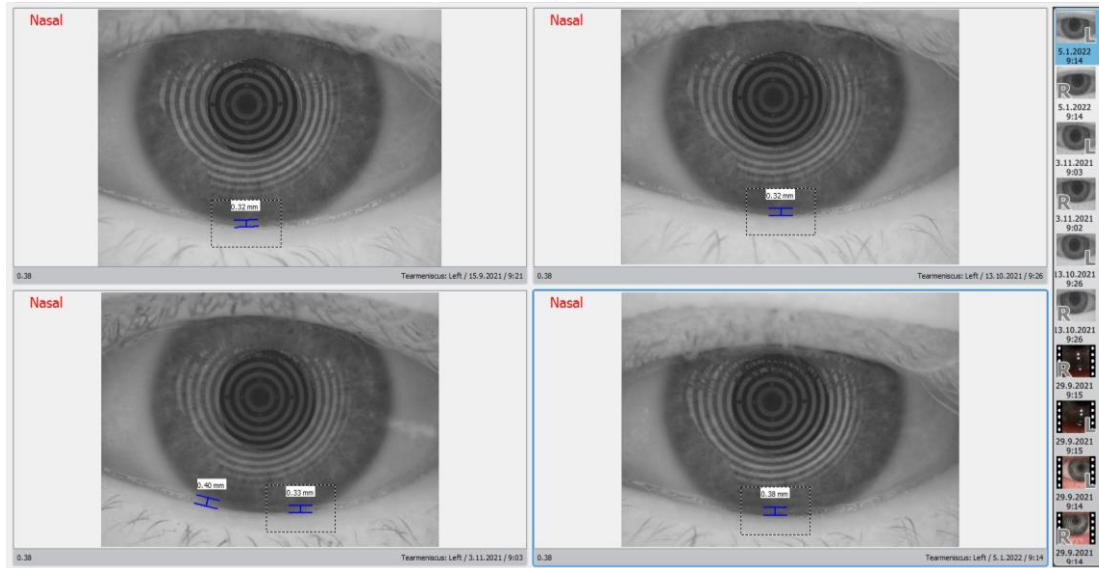 Nasal
0.32 mm
0.38
Tearmeniscus: Left / 15.9.2021 / 9:21
Nasal
0.32 mm
0.38
Tearmeniscus: Left / 13.10.2021 / 9:26
Nasal
0.40 mm
0.33 mm
0.38
Tearmeniscus: Left / 3.11.2021 / 9:03
Nasal
0.38 mm
0.38
Tearmeniscus: Left / 5.1.2022 / 9:14
L
5.1.2022
9:14
R
5.1.2022
9:14
L
3.11.2021
9:03
R
3.11.2021
9:02
L
13.10.2021
9:26
R
13.10.2021
9:26
R
29.9.2021
9:15
L
29.9.2021
9:15
L
29.9.2021
9:14
R
29.9.2021
9:14